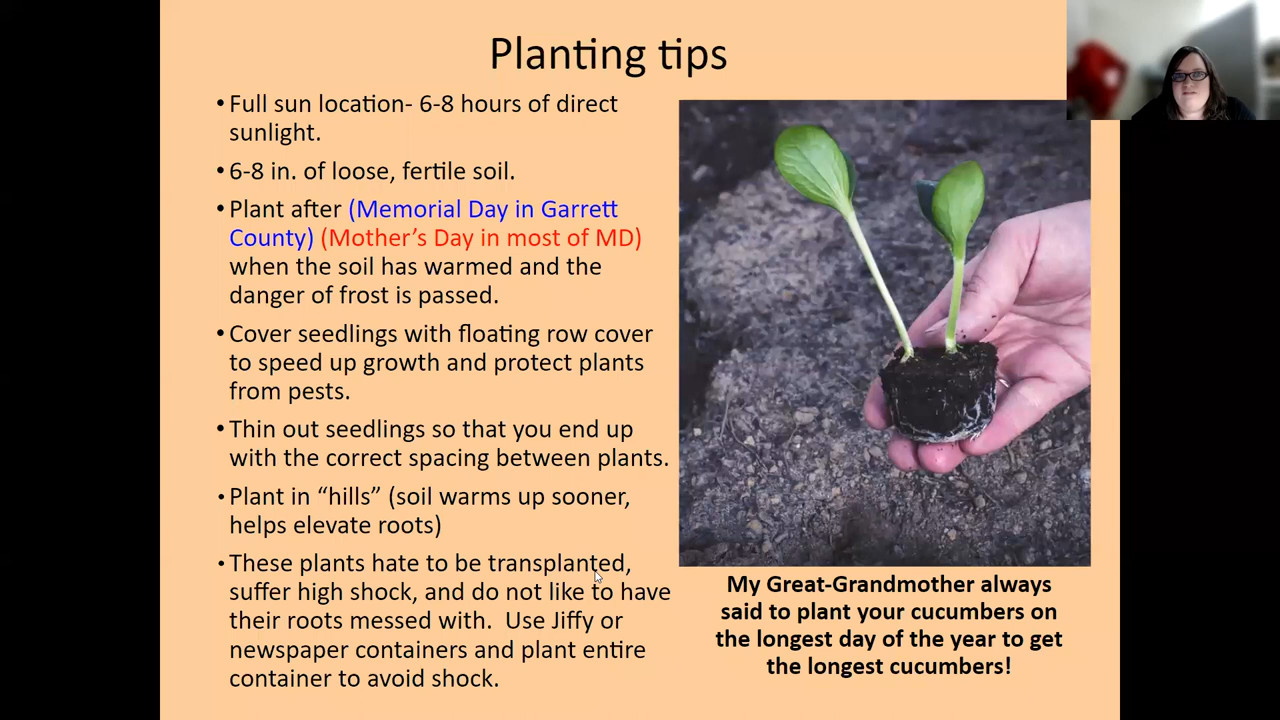 Planting tips
• Full sun location- 6-8 hours of direct
sunlight.
• 6-8 in. of loose, fertile soil.
• Plant after (Memorial Day in Garrett
County) (Mother’s Day in most of MD)
when the soil has warmed and the
danger of frost is passed.
• Cover seedlings with floating row cover
to speed up growth and protect plants
from pests.
• Thin out seedlings so that you end up
with the correct spacing between plants.
• Plant in “hills” (soil warms up sooner,
helps elevate roots)
• These plants hate to be transplanted,
suffer high shock, and do not like to have
their roots messed with.  Use Jiffy or
newspaper containers and plant entire
container to avoid shock.
My Great-Grandmother always
said to plant your cucumbers on
the longest day of the year to get
the longest cucumbers!